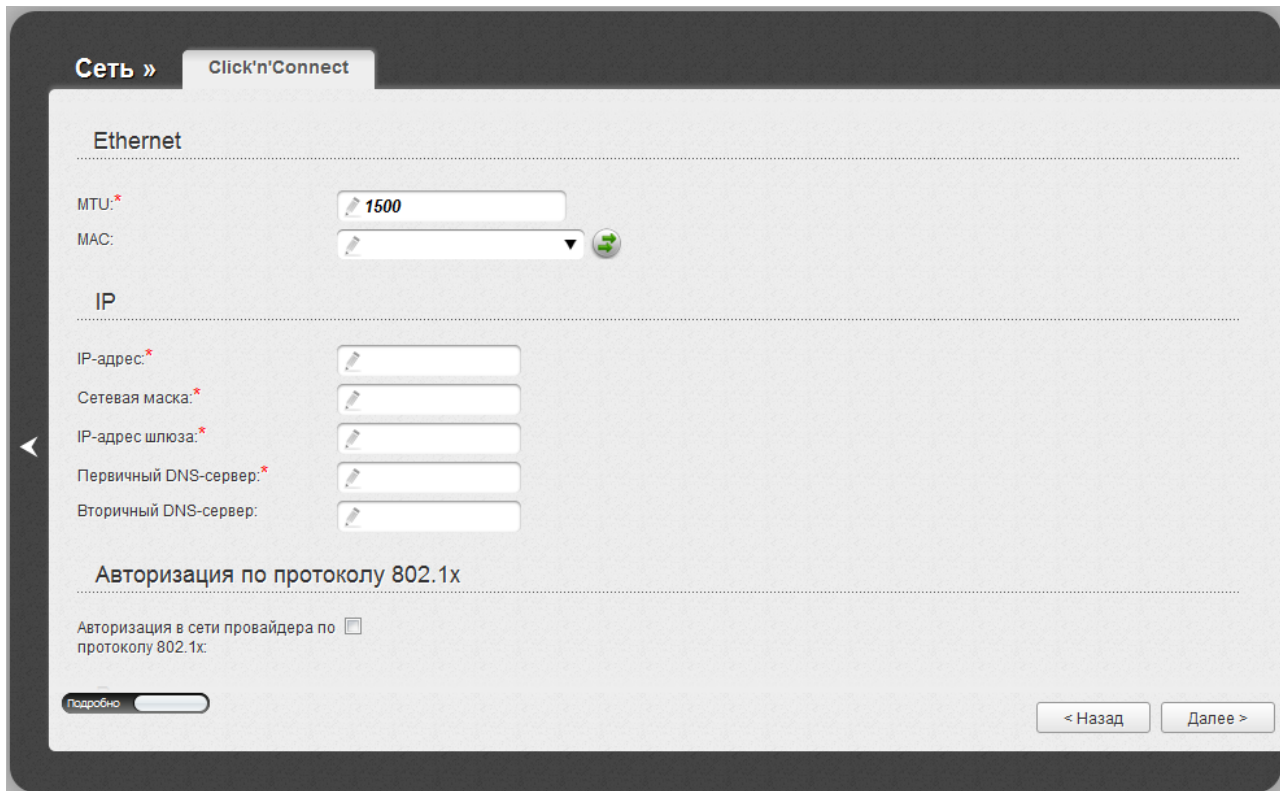 Сеть »
Click'n'Connect
Ethernet
MTU:*
1500
MAC:
IP
IP-адрес:*
Сетевая маска:*
IP-адрес шлюза:*
Первичный DNS-сервер:*
Вторичный DNS-сервер:
Авторизация по протоколу 802.1x
Авторизация в сети провайдера по
протоколу 802.1x:
Подробно
< Назад
Далее >